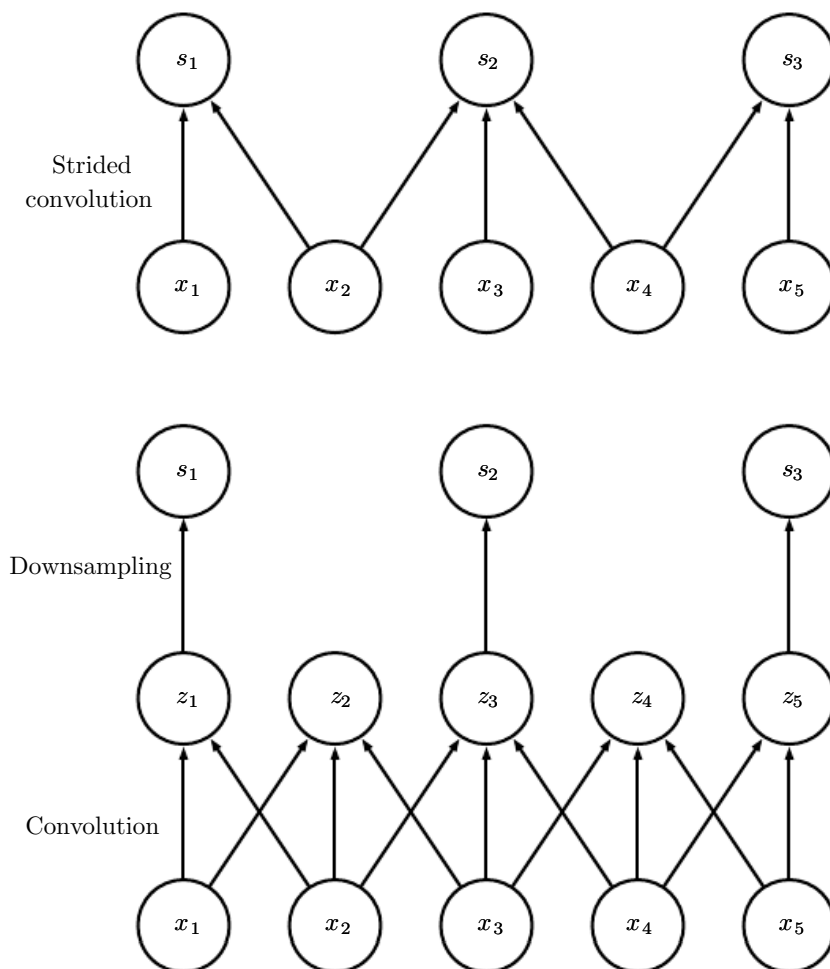 s₁ s₂ s₃
Strided
convolution
x₁ x₂ x₃ x₄ x₅
s₁ s₂ s₃
Downsampling
z₁ z₂ z₃ z₄ z₅
Convolution
x₁ x₂ x₃ x₄ x₅